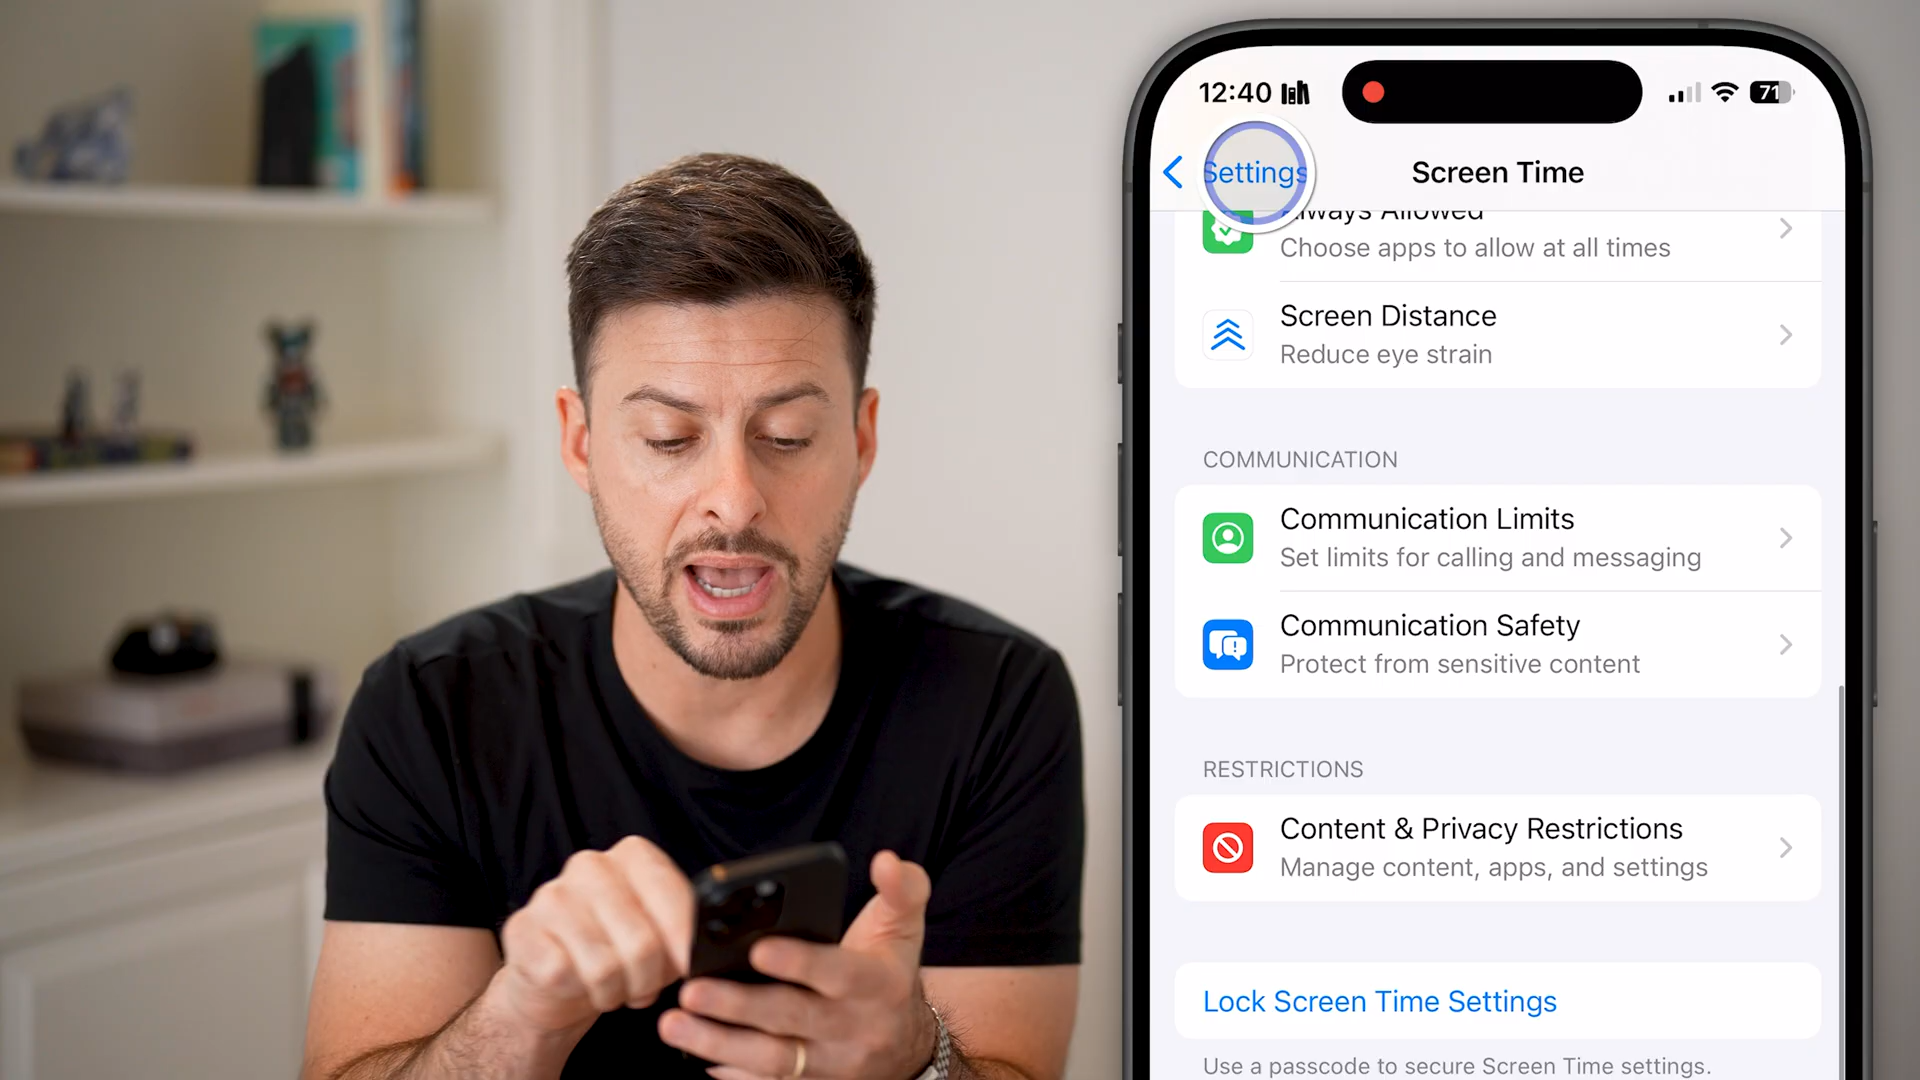 12:40
71
Settings
Screen Time
Always Allowed
Choose apps to allow at all times
Screen Distance
Reduce eye strain
COMMUNICATION
Communication Limits
Set limits for calling and messaging
Communication Safety
Protect from sensitive content
RESTRICTIONS
Content & Privacy Restrictions
Manage content, apps, and settings
Lock Screen Time Settings
Use a passcode to secure Screen Time settings.